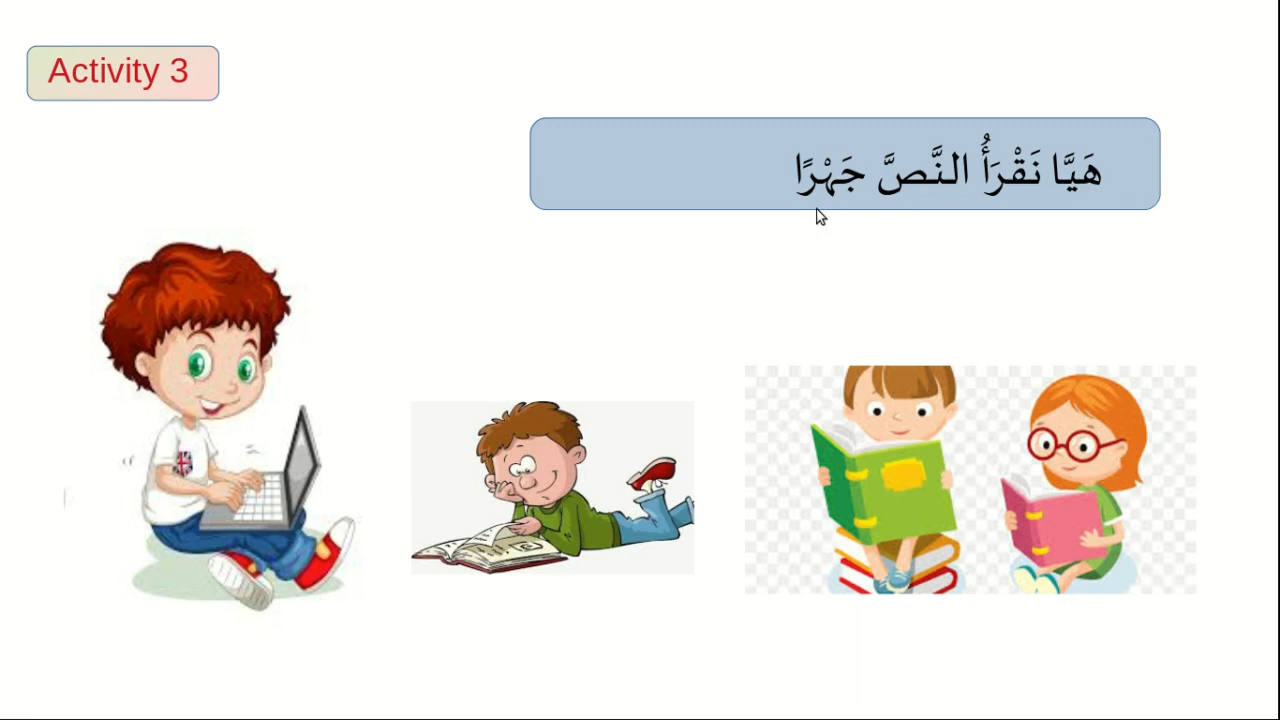 Activity 3
هَيَّا نَقْرَأُ النَّصَّ جَهْرًا